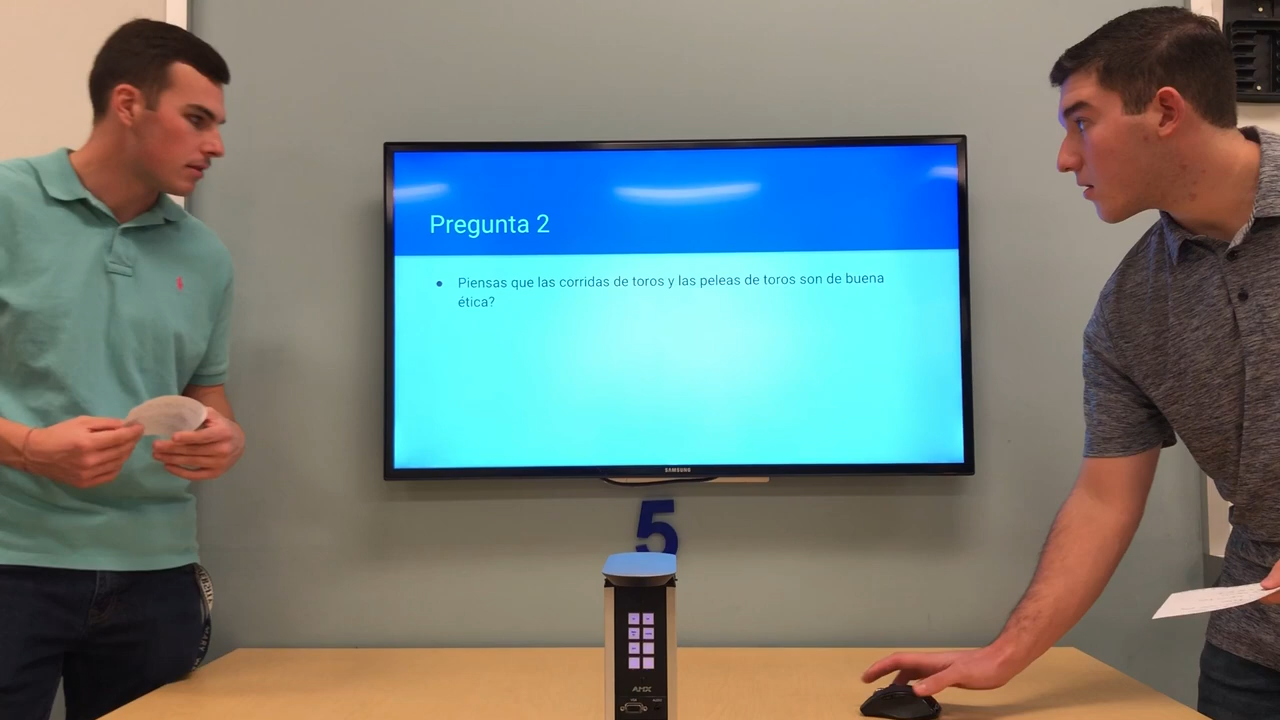 Pregunta 2
● Piensas que las corridas de toros y las peleas de toros son de buena
ética?
SAMSUNG
5
AMX